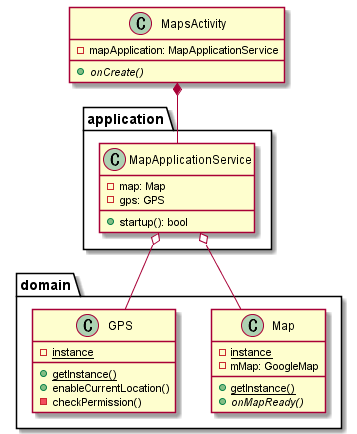 C MapsActivity
mapApplication: MapApplicationService
onCreate()
application
C MapApplicationService
map: Map
gps: GPS
startup(): bool
domain
C GPS
instance
getInstance()
enableCurrentLocation()
checkPermission()
C Map
instance
mMap: GoogleMap
getInstance()
onMapReady()